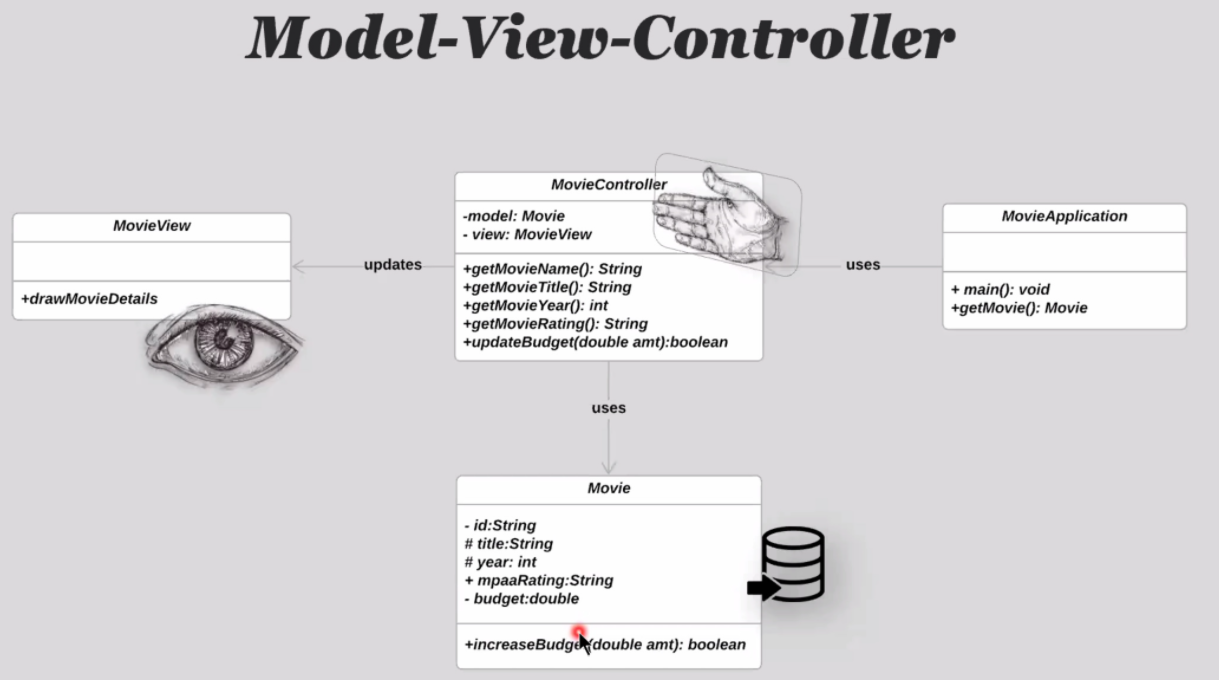 Model-View-Controller
MovieView
+drawMovieDetails
updates
MovieController
-model: Movie
- view: MovieView
+getMovieName(): String
+getMovieTitle(): String
+getMovieYear(): int
+getMovieRating(): String
+updateBudget(double amt):boolean
uses
MovieApplication
+ main(): void
+getMovie(): Movie
uses
Movie
- id:String
# title:String
# year: int
+ mpaaRating:String
- budget:double
+increaseBudget(double amt): boolean